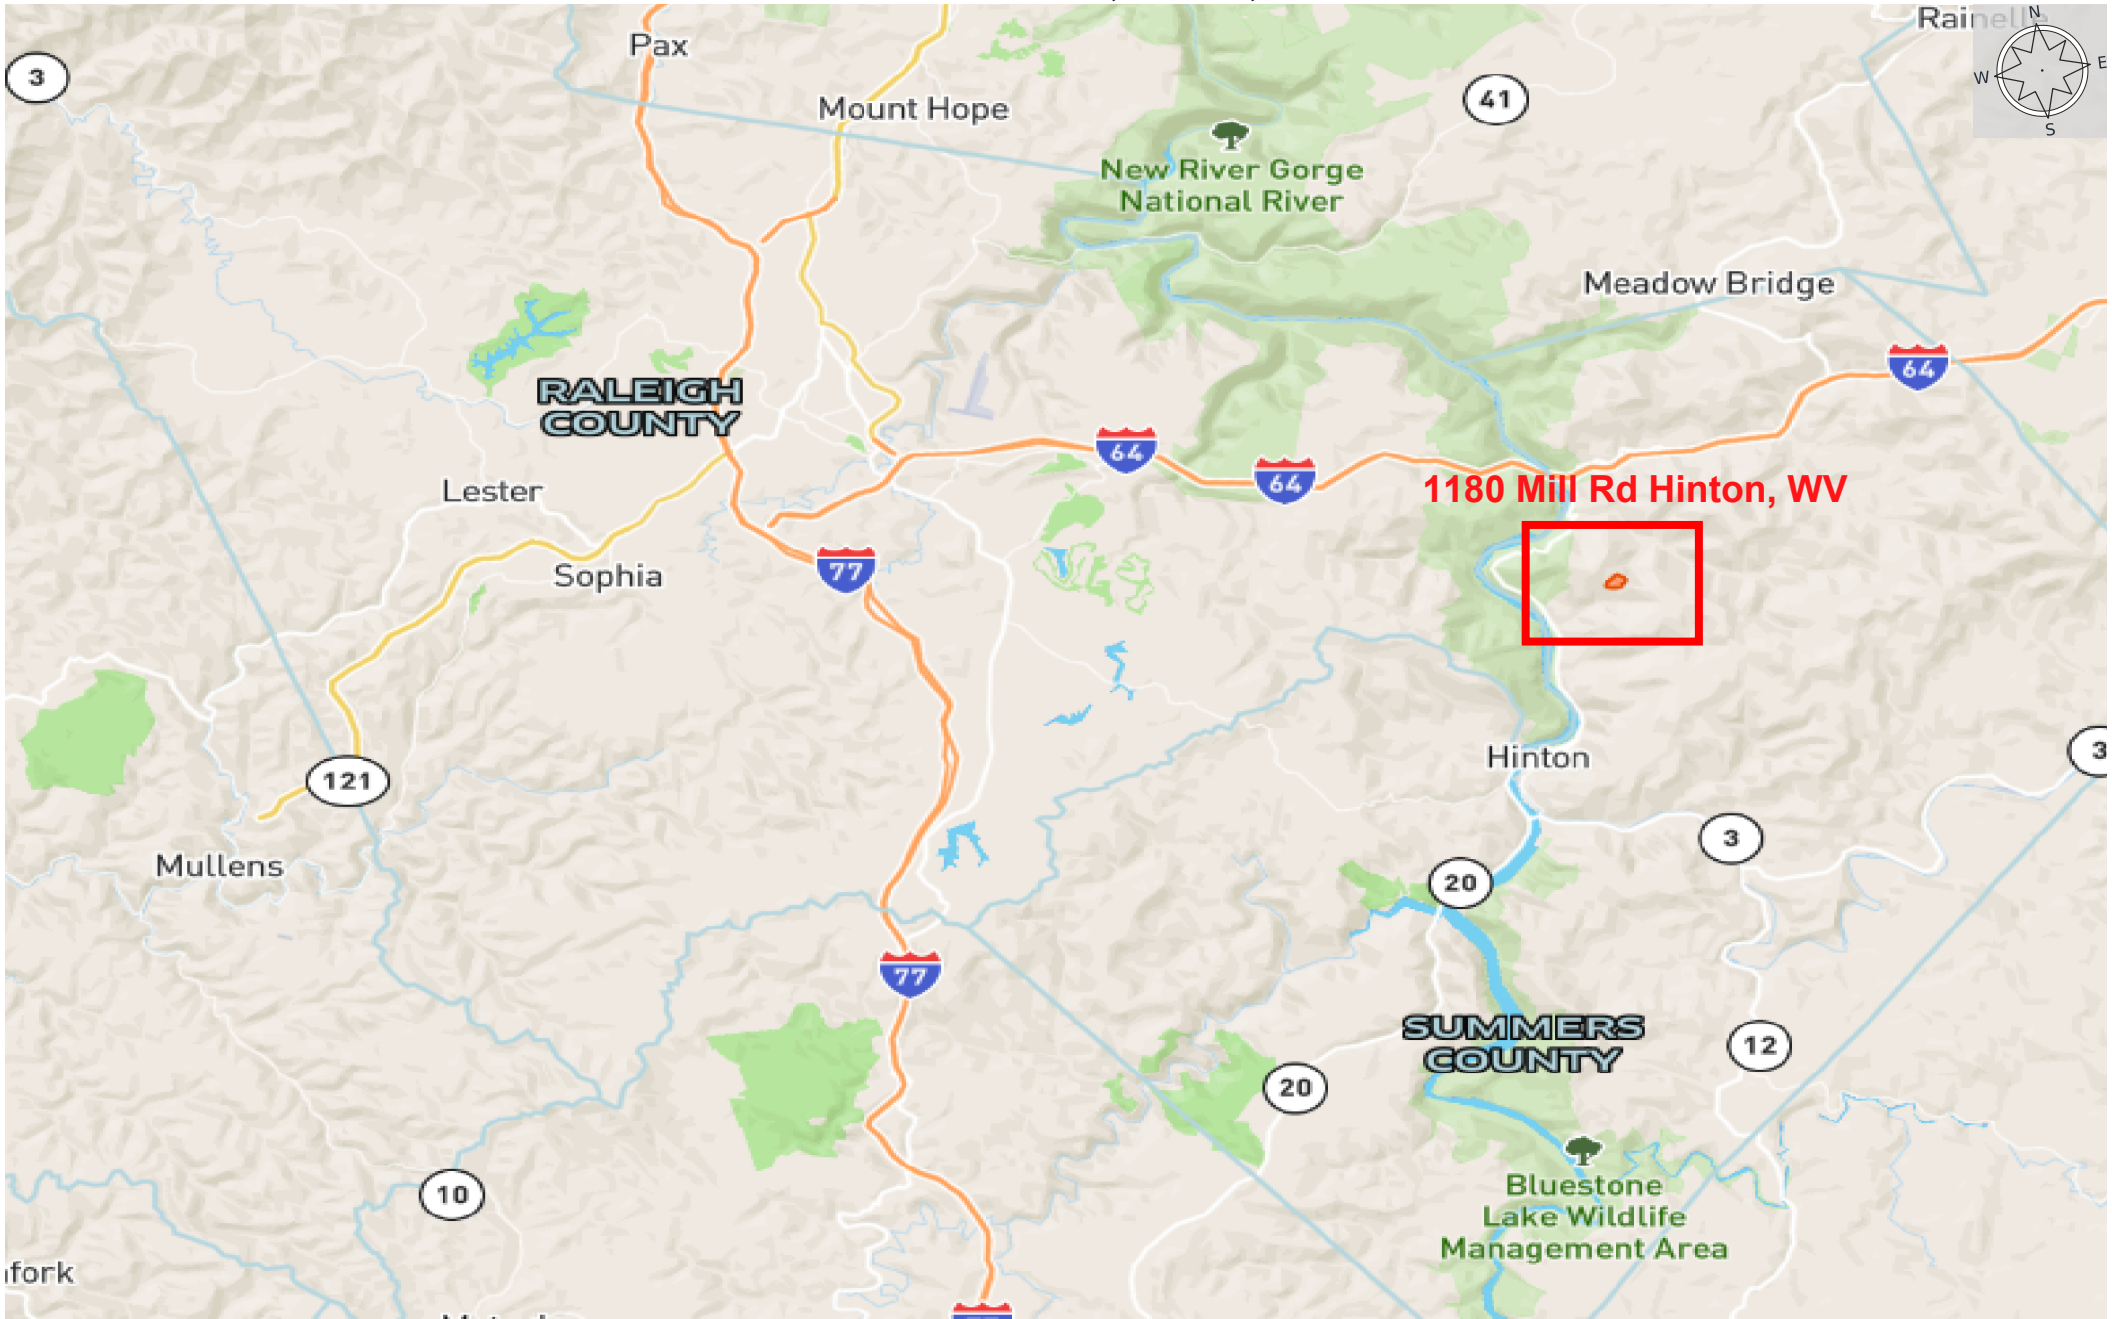 Pax
Rainelle
N
W
E
S
3
Mount Hope
41
New River Gorge
National River
Meadow Bridge
64
RALEIGH
COUNTY
64
64
Lester
1180 Mill Rd Hinton, WV
Sophia
77
Hinton
3
121
3
Mullens
20
77
SUMMERS
COUNTY
12
20
Bluestone
Lake Wildlife
Management Area
10